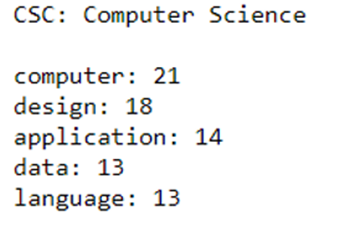 CSC: Computer Science
computer: 21
design: 18
application: 14
data: 13
language: 13